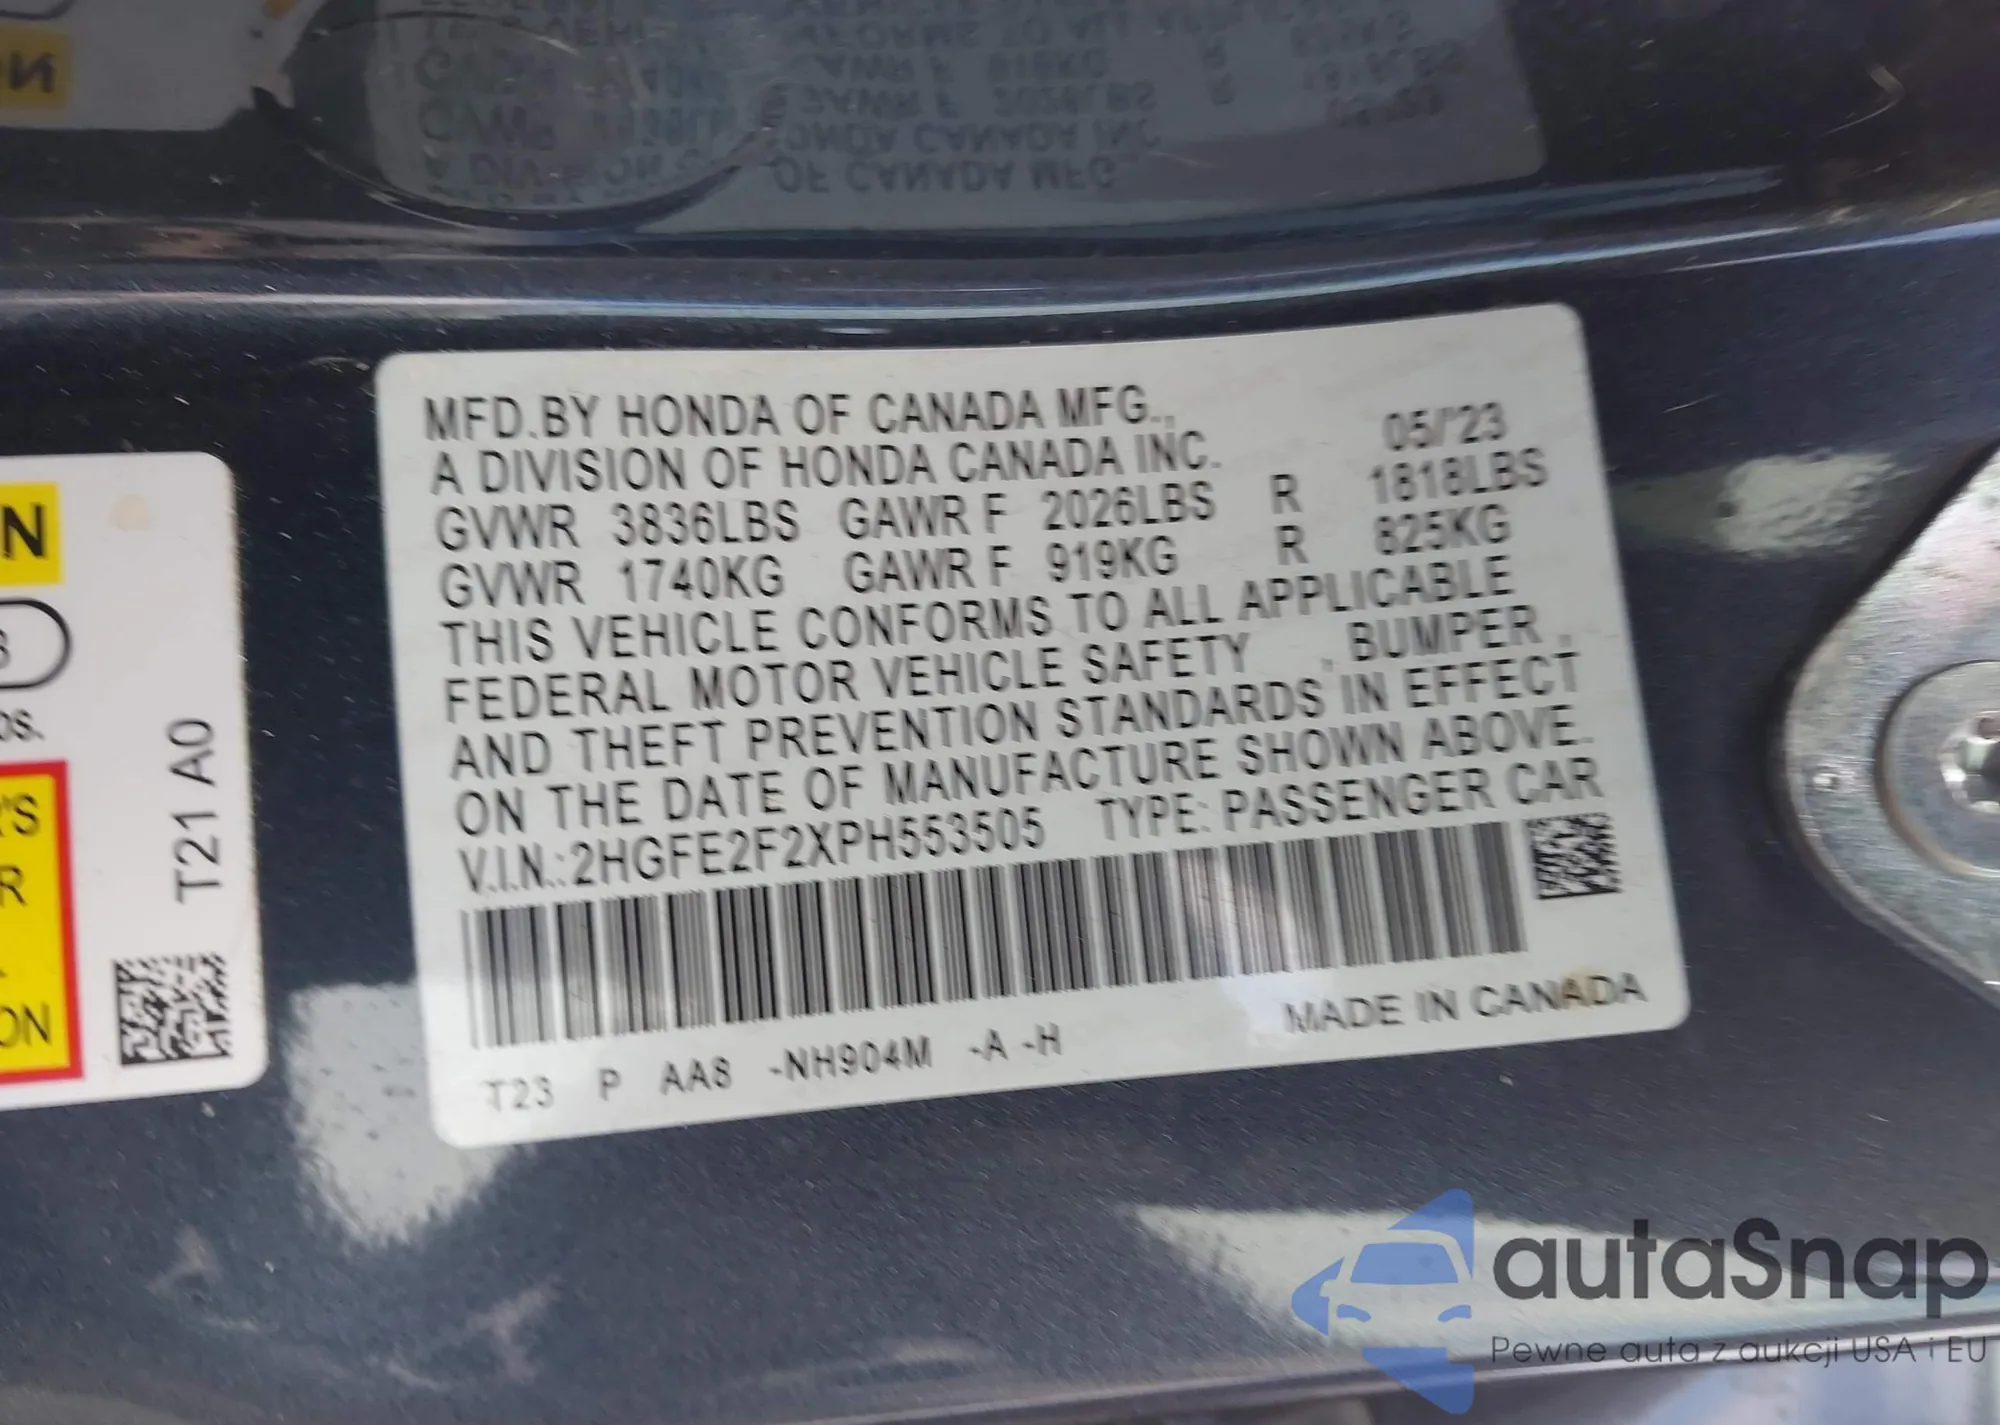 MFD.BY HONDA OF CANADA MFG.,
A DIVISION OF HONDA CANADA INC. 05/'23
GVWR 3836LBS GAWR F 2026LBS R 1818LBS
GVWR 1740KG GAWR F 919KG R 825KG
THIS VEHICLE CONFORMS TO ALL APPLICABLE
FEDERAL MOTOR VEHICLE SAFETY , BUMPER ,
AND THEFT PREVENTION STANDARDS IN EFFECT
ON THE DATE OF MANUFACTURE SHOWN ABOVE.
V.I.N.:2HGFE2F2XPH553505 TYPE:PASSENGER CAR
MADE IN CANADA
T23 P AA8 -NH904M -A -H
T21 A0
autaSnap
Pewne auta z aukcji USA i EU